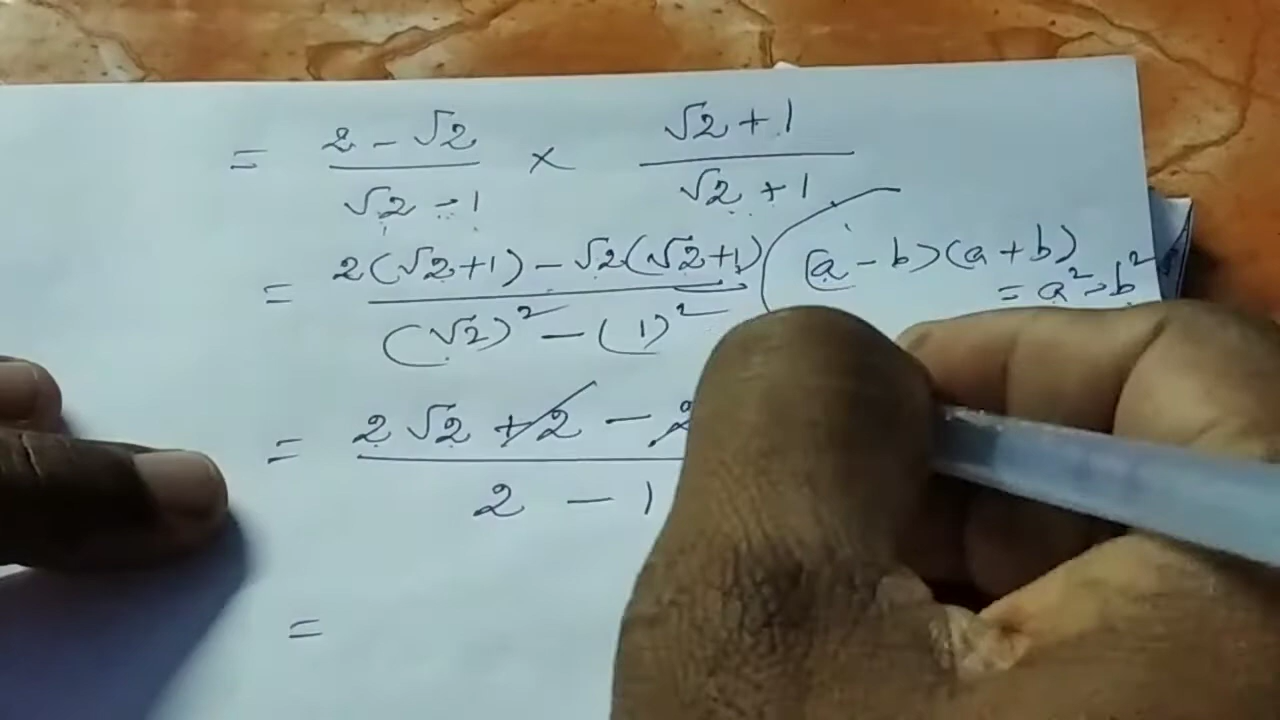 = (2 - √2)/(√2 - 1) × (√2 + 1)/(√2 + 1)
= (2(√2+1) - √2(√2+1))/((√2)² - (1)²) (a - b)(a + b)
= a² - b²
= (2√2 + 2 - 2)/(2 - 1)
=